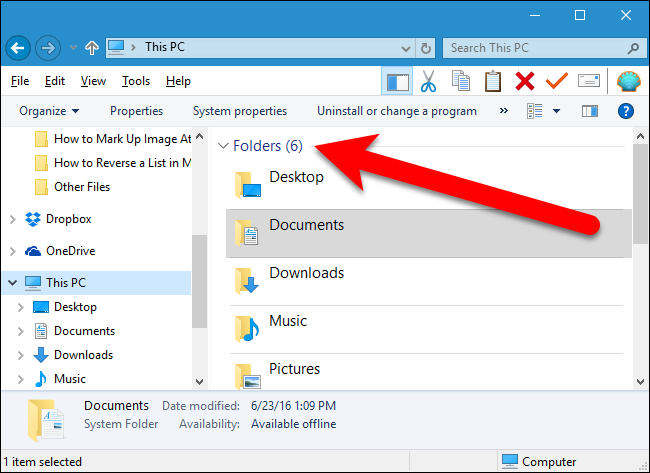 This PC
Search This PC
File Edit View Tools Help
Organize Properties System properties Uninstall or change a program »
How to Mark Up Image At
How to Reverse a List in M
Other Files
Dropbox
OneDrive
This PC
Desktop
Documents
Downloads
Music
Folders (6)
Desktop
Documents
Downloads
Music
Pictures
Documents Date modified: 6/23/16 1:09 PM
System Folder Availability: Available offline
1 item selected
Computer